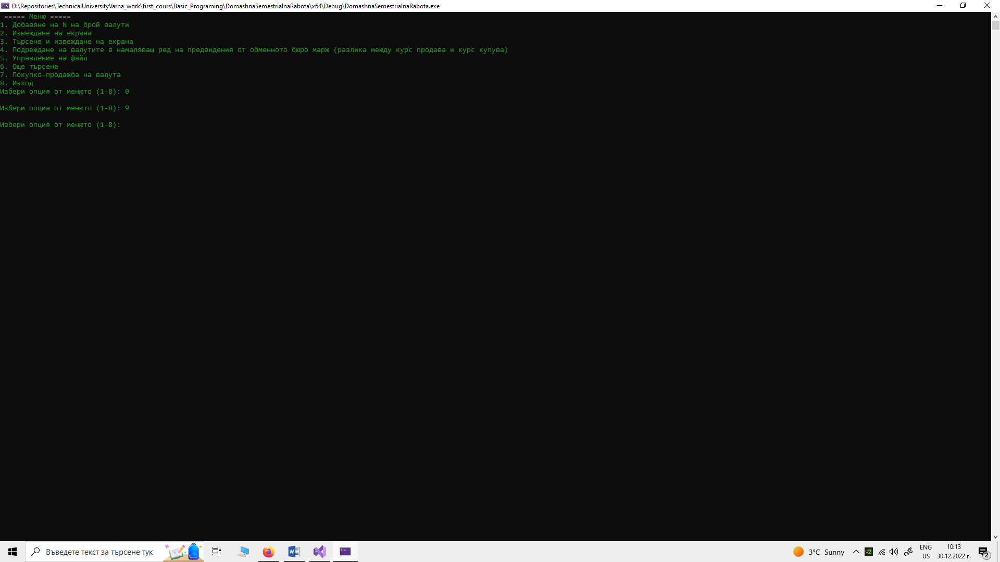 D:\Repositories\TechnicalUniversityVarna_work\first_cours\Basic_Programing\DomashnaSemestrialnaRabota\x64\Debug\DomashnaSemestrialnaRabota.exe
===== Меню =====
1. Добавяне на N на брой валути
2. Извеждане на екрана
3. Търсене и извеждане на екрана
4. Подреждане на валутите в намаляващ ред на предвидения от обменното бюро марж (разлика между курс продава и курс купува)
5. Управление на файл
6. Още търсене
7. Покупко-продажба на валута
8. Изход
Избери опция от менюто (1-8): 0
Избери опция от менюто (1-8): 9
Избери опция от менюто (1-8):
Въведете текст за търсене тук
3°C Sunny
ENG
US
10:13
30.12.2022 г.
2